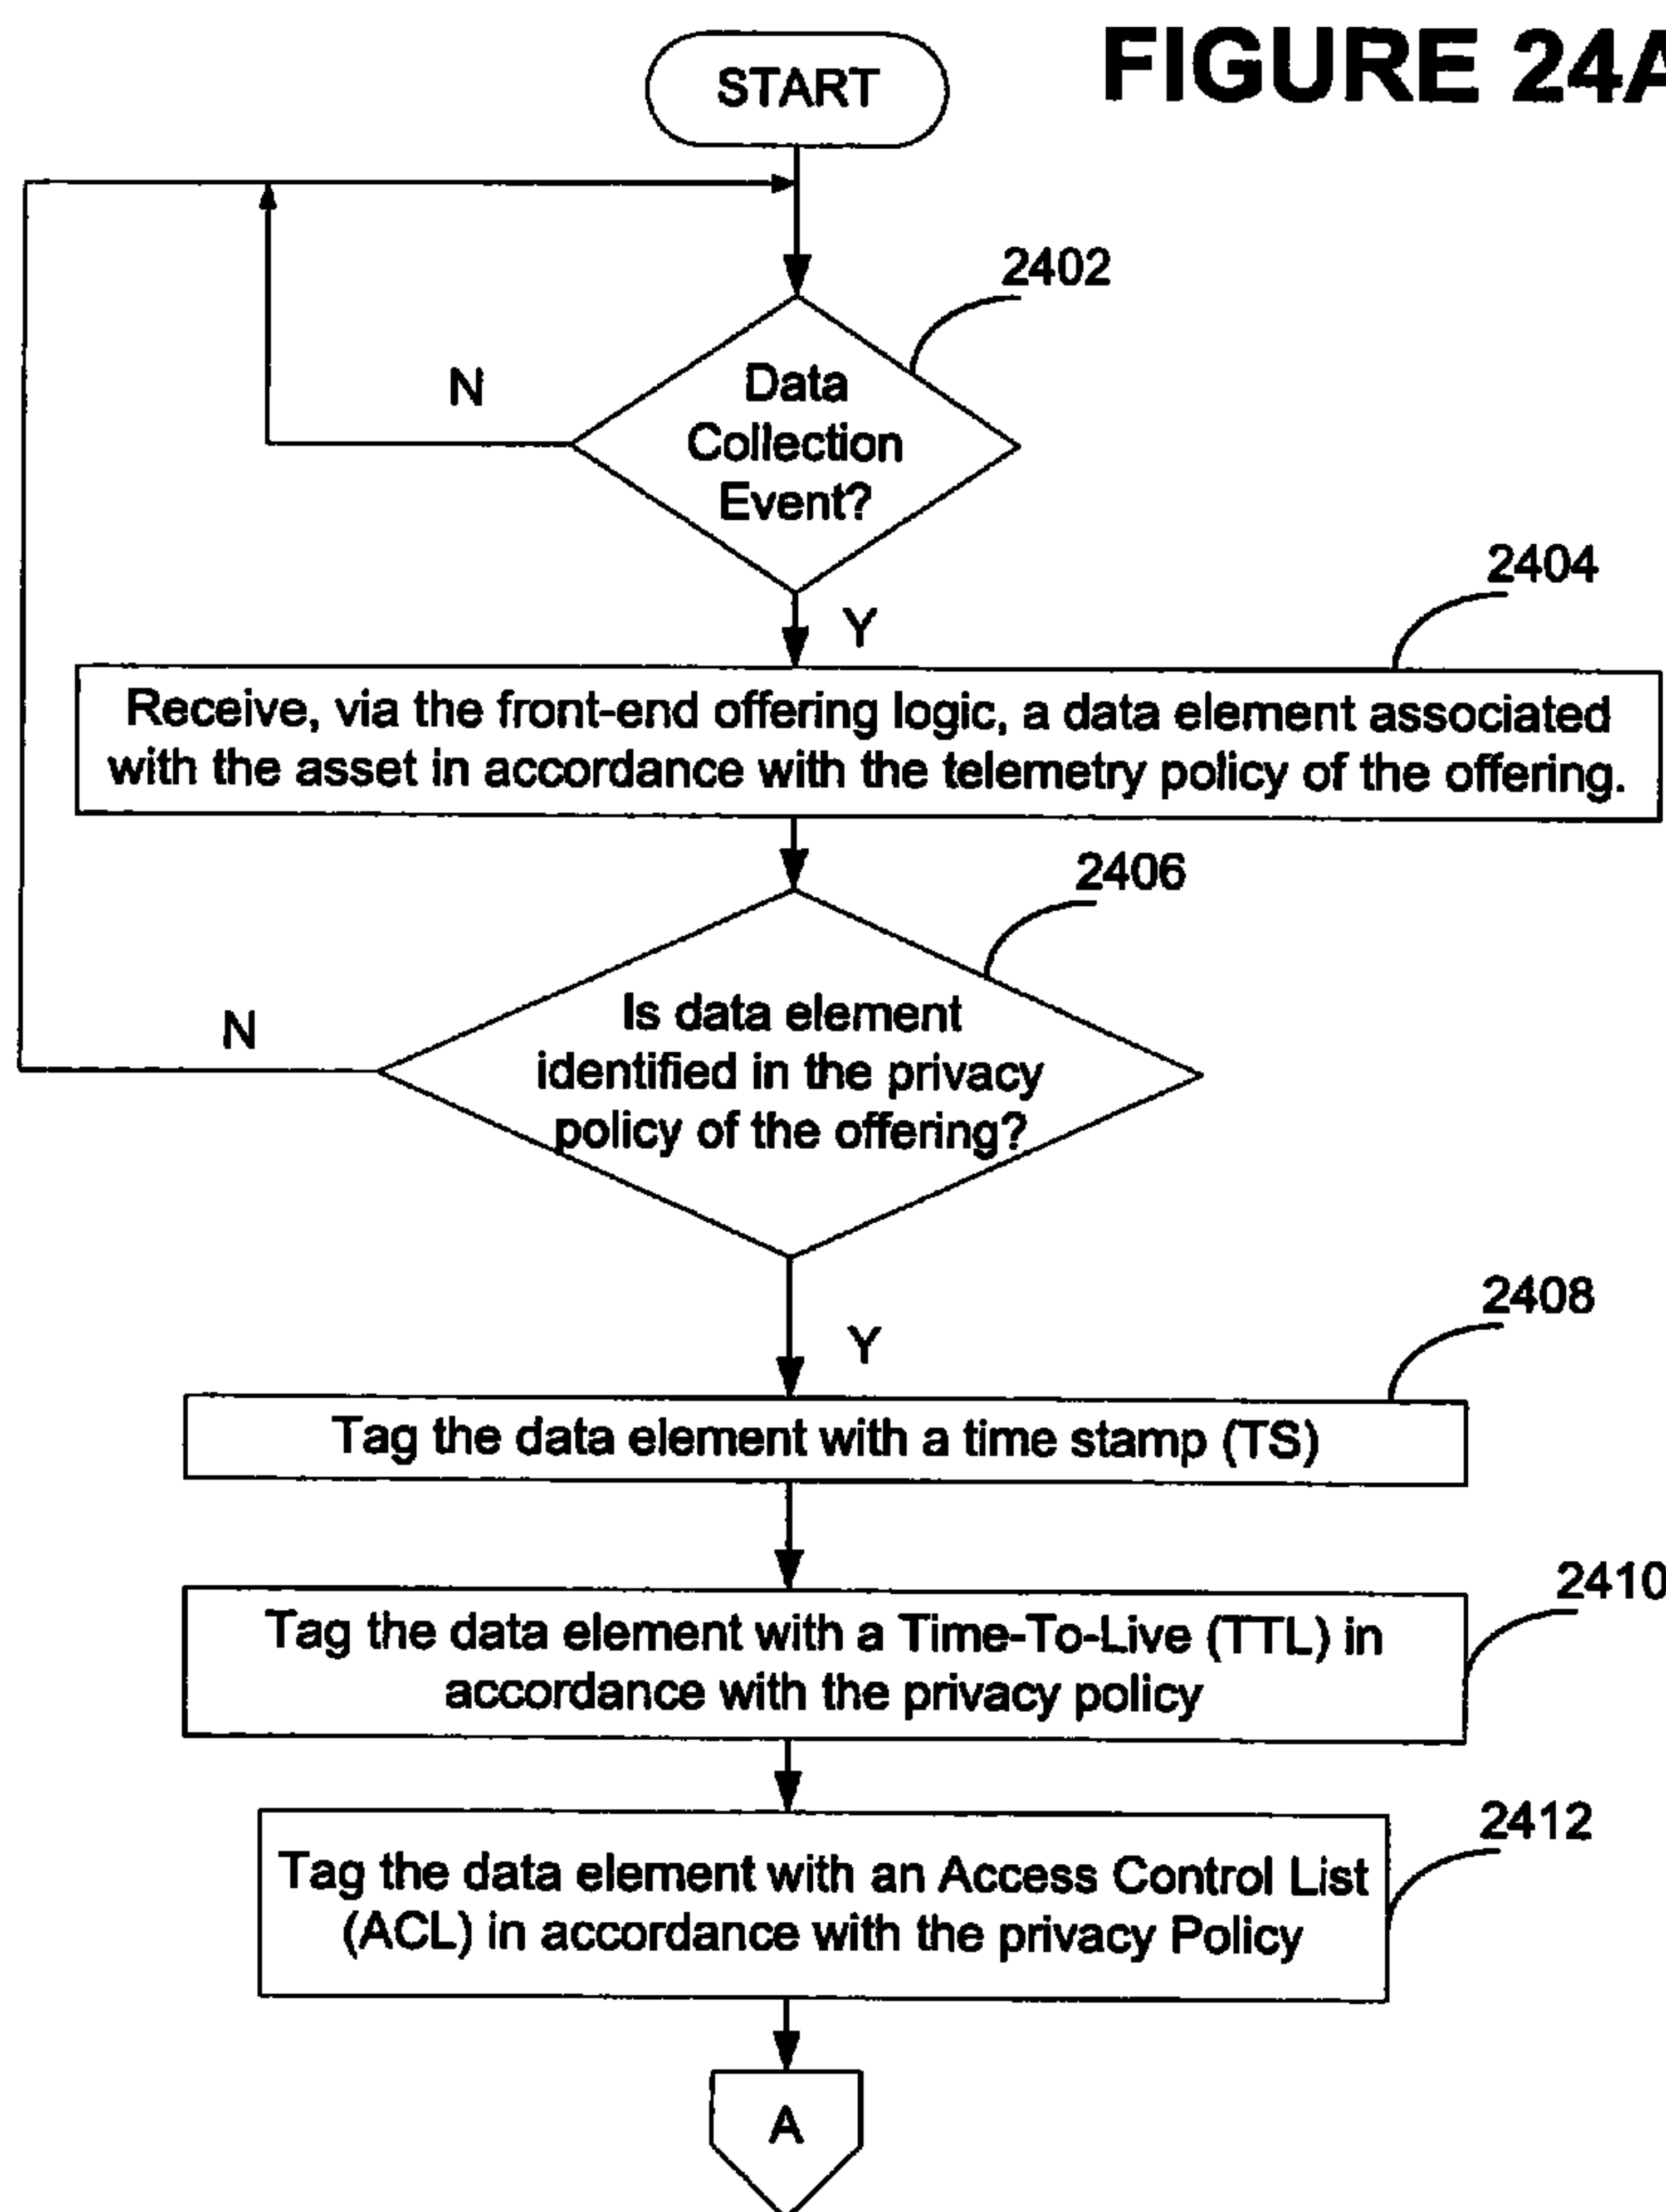 FIGURE 24A
START
2402
Data
Collection
Event?
N
Y
2404
Receive, via the front-end offering logic, a data element associated
with the asset in accordance with the telemetry policy of the offering.
2406
Is data element
identified in the privacy
policy of the offering?
N
Y
2408
Tag the data element with a time stamp (TS)
2410
Tag the data element with a Time-To-Live (TTL) in
accordance with the privacy policy
2412
Tag the data element with an Access Control List
(ACL) in accordance with the privacy Policy
A